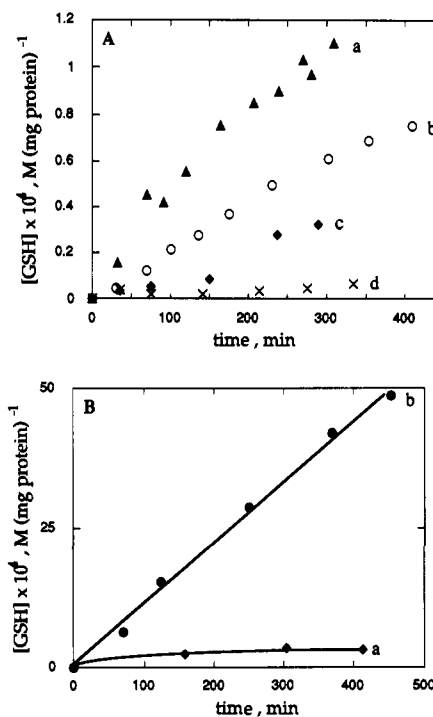 A
1.2
1
0.8
0.6
0.4
0.2
0
a
b
c
d
[GSH] x 10⁴ , M (mg protein) ⁻¹
0 100 200 300 400
time , min
B
50
25
0
b
a
[GSH] x 10⁴ , M (mg protein) ⁻¹
0 100 200 300 400 500
time , min